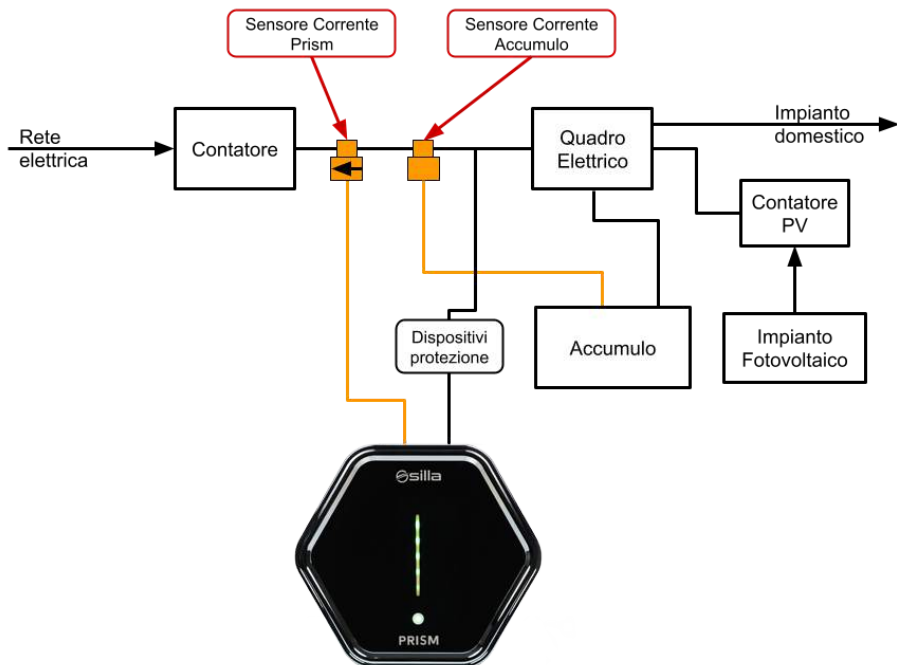 Sensore Corrente
Prism
Sensore Corrente
Accumulo
Rete
elettrica
Contatore
Quadro
Elettrico
Impianto
domestico
Contatore
PV
Dispositivi
protezione
Accumulo
Impianto
Fotovoltaico
silla
PRISM